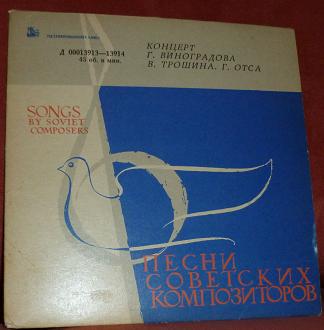 Д 00013913—13914
45 об. в мин.
КОНЦЕРТ
Г. ВИНОГРАДОВА
В. ТРОШИНА. Г. ОТСА
SONGS
BY SOVIET
COMPOSERS
ПЕСНИ
СОВЕТСКИХ
КОМПОЗИТОРОВ